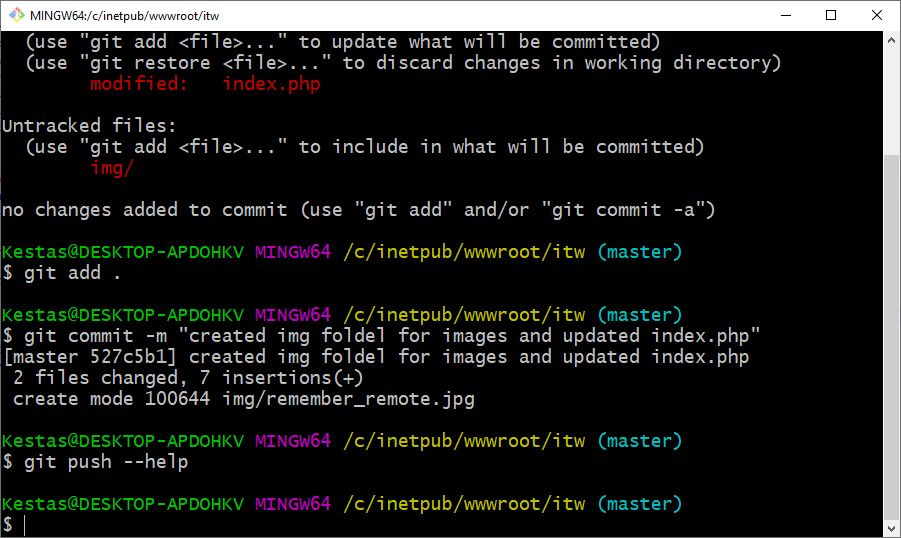 MINGW64:/c/inetpub/wwwroot/itw
(use "git add <file>..." to update what will be committed)
(use "git restore <file>..." to discard changes in working directory)
modified:   index.php
Untracked files:
(use "git add <file>..." to include in what will be committed)
img/
no changes added to commit (use "git add" and/or "git commit -a")
Kestas@DESKTOP-APDOHKV MINGW64 /c/inetpub/wwwroot/itw (master)
$ git add .
Kestas@DESKTOP-APDOHKV MINGW64 /c/inetpub/wwwroot/itw (master)
$ git commit -m "created img foldel for images and updated index.php"
[master 527c5b1] created img foldel for images and updated index.php
2 files changed, 7 insertions(+)
create mode 100644 img/remember_remote.jpg
Kestas@DESKTOP-APDOHKV MINGW64 /c/inetpub/wwwroot/itw (master)
$ git push --help
Kestas@DESKTOP-APDOHKV MINGW64 /c/inetpub/wwwroot/itw (master)
$